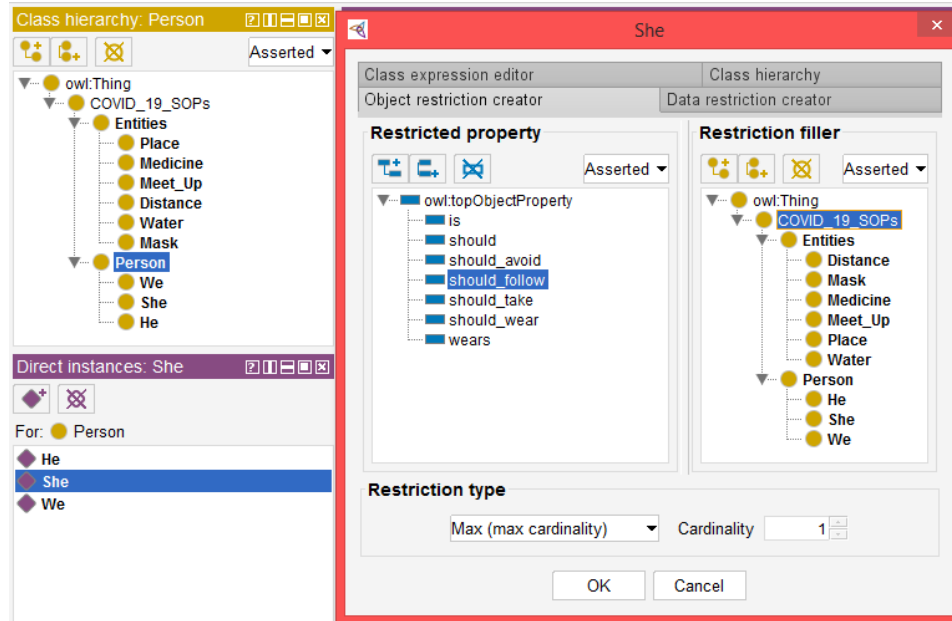 Class hierarchy: Person
Asserted
owl:Thing
COVID_19_SOPs
Entities
Place
Medicine
Meet_Up
Distance
Water
Mask
Person
We
She
He
Direct instances: She
For: Person
He
She
We
She
Class expression editor
Class hierarchy
Object restriction creator
Data restriction creator
Restricted property
Asserted
owl:topObjectProperty
is
should
should_avoid
should_follow
should_take
should_wear
wears
Restriction filler
Asserted
owl:Thing
COVID_19_SOPs
Entities
Distance
Mask
Medicine
Meet_Up
Place
Water
Person
He
She
We
Restriction type
Max (max cardinality)
Cardinality
1
OK
Cancel